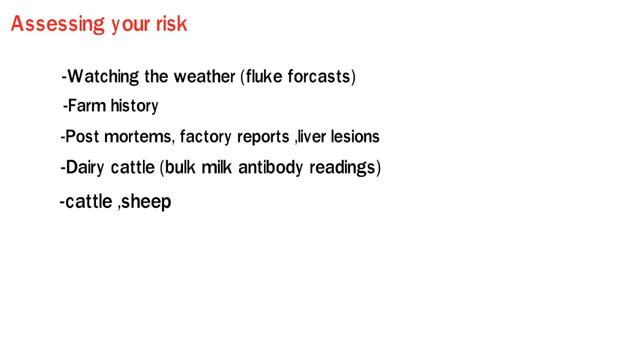 Assessing your risk
-Watching the weather (fluke forcasts)
-Farm history
-Post mortems, factory reports ,liver lesions
-Dairy cattle (bulk milk antibody readings)
-cattle ,sheep